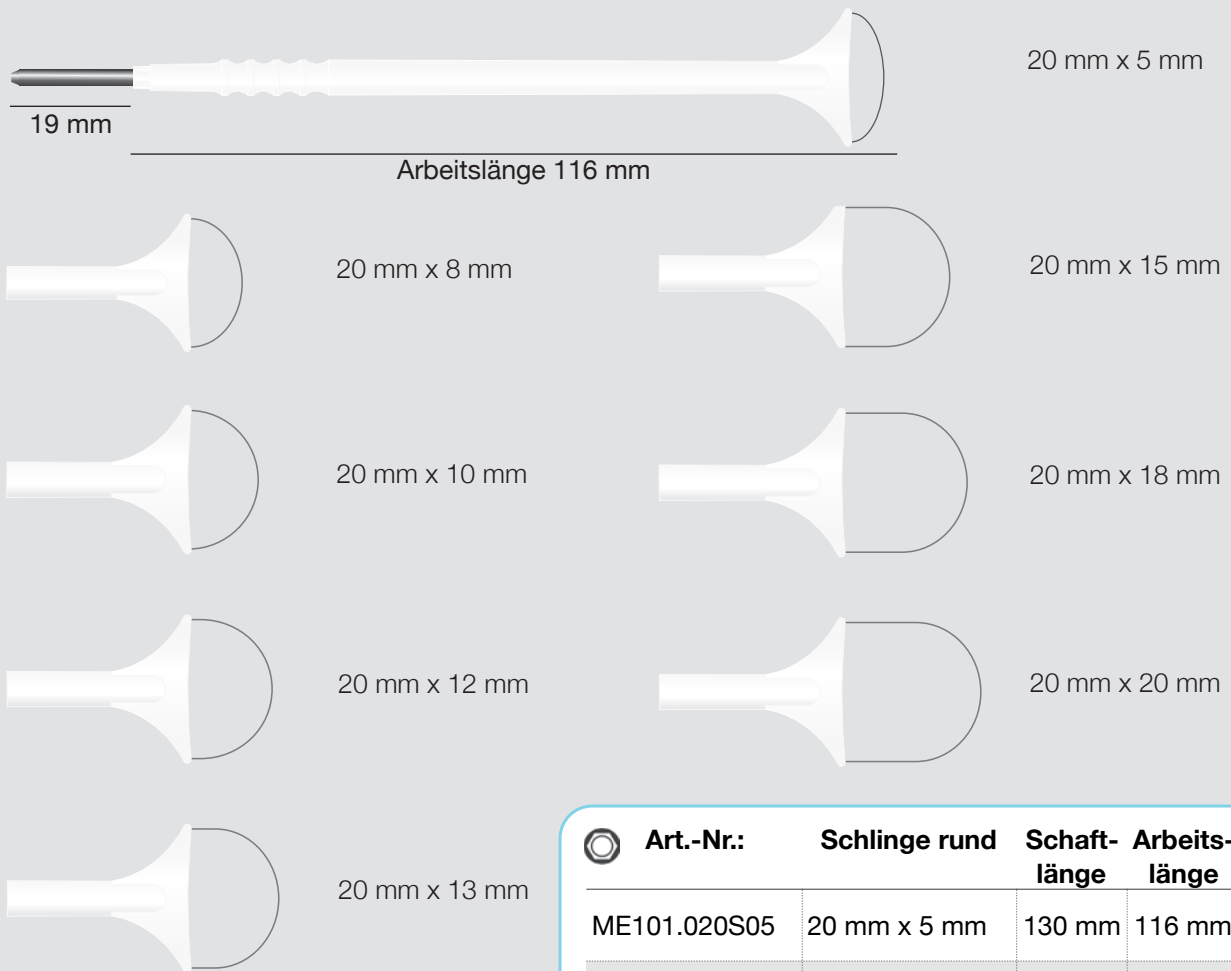 20 mm x 5 mm
19 mm
Arbeitslänge 116 mm
20 mm x 8 mm
20 mm x 15 mm
20 mm x 10 mm
20 mm x 18 mm
20 mm x 12 mm
20 mm x 20 mm
20 mm x 13 mm
Art.-Nr.: Schlinge rund Schaft- Arbeits-
länge länge
ME101.020S05 20 mm x 5 mm 130 mm 116 mm